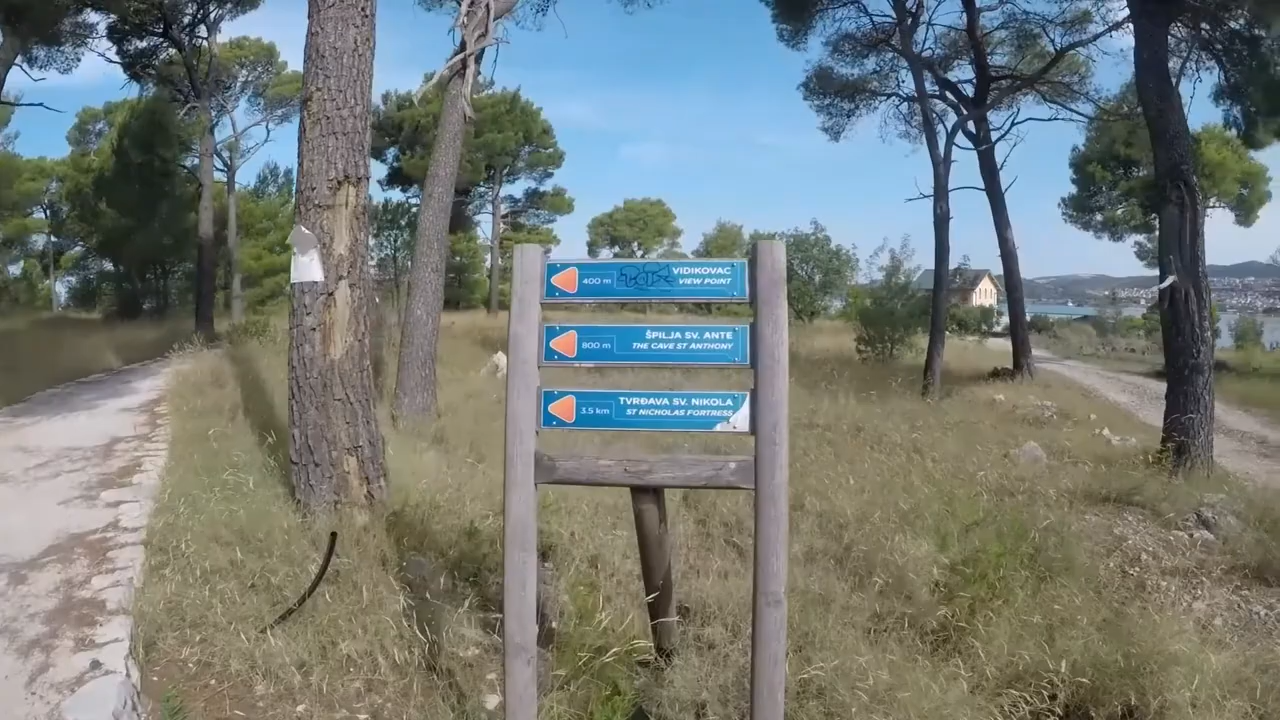 400 m VIDIKOVAC
VIEW POINT
800 m ŠPILJA SV. ANTE
THE CAVE ST ANTHONY
3.5 km TVRĐAVA SV. NIKOLA
ST NICHOLAS FORTRESS